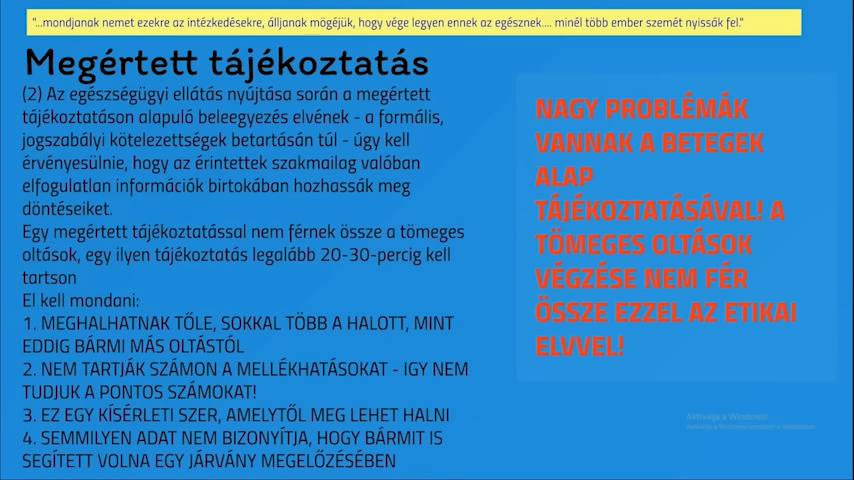 "...mondjanak nemet ezekre az intézkedésekre, álljanak mögéjük, hogy vége legyen ennek az egésznek.... minél több ember szemét nyissák fel."
Megértett tájékoztatás
(2) Az egészségügyi ellátás nyújtása során a megértett
tájékoztatáson alapuló beleegyezés elvének - a formális,
jogszabályi kötelezettségek betartásán túl - úgy kell
érvényesülnie, hogy az érintettek szakmailag valóban
elfogulatlan információk birtokában hozhassák meg
döntéseiket.
Egy megértett tájékoztatással nem férnek össze a tömeges
oltások, egy ilyen tájékoztatás legalább 20-30-percig kell
tartson
El kell mondani:
1. MEGHALHATNAK TŐLE, SOKKAL TÖBB A HALOTT, MINT
EDDIG BÁRMI MÁS OLTÁSTÓL
2. NEM TARTJÁK SZÁMON A MELLÉKHATÁSOKAT - IGY NEM
TUDJUK A PONTOS SZÁMOKAT!
3. EZ EGY KÍSÉRLETI SZER, AMELYTŐL MEG LEHET HALNI
4. SEMMILYEN ADAT NEM BIZONYÍTJA, HOGY BÁRMIT IS
SEGÍTETT VOLNA EGY JÁRVÁNY MEGELŐZÉSÉBEN
NAGY PROBLÉMÁK
VANNAK A BETEGEK
ALAP
TÁJÉKOZTATÁSÁVAL! A
TÖMEGES OLTÁSOK
VÉGZÉSE NEM FÉR
ÖSSZE EZZEL AZ ETIKAI
ELVVEL!
Aktiválja a Windowst